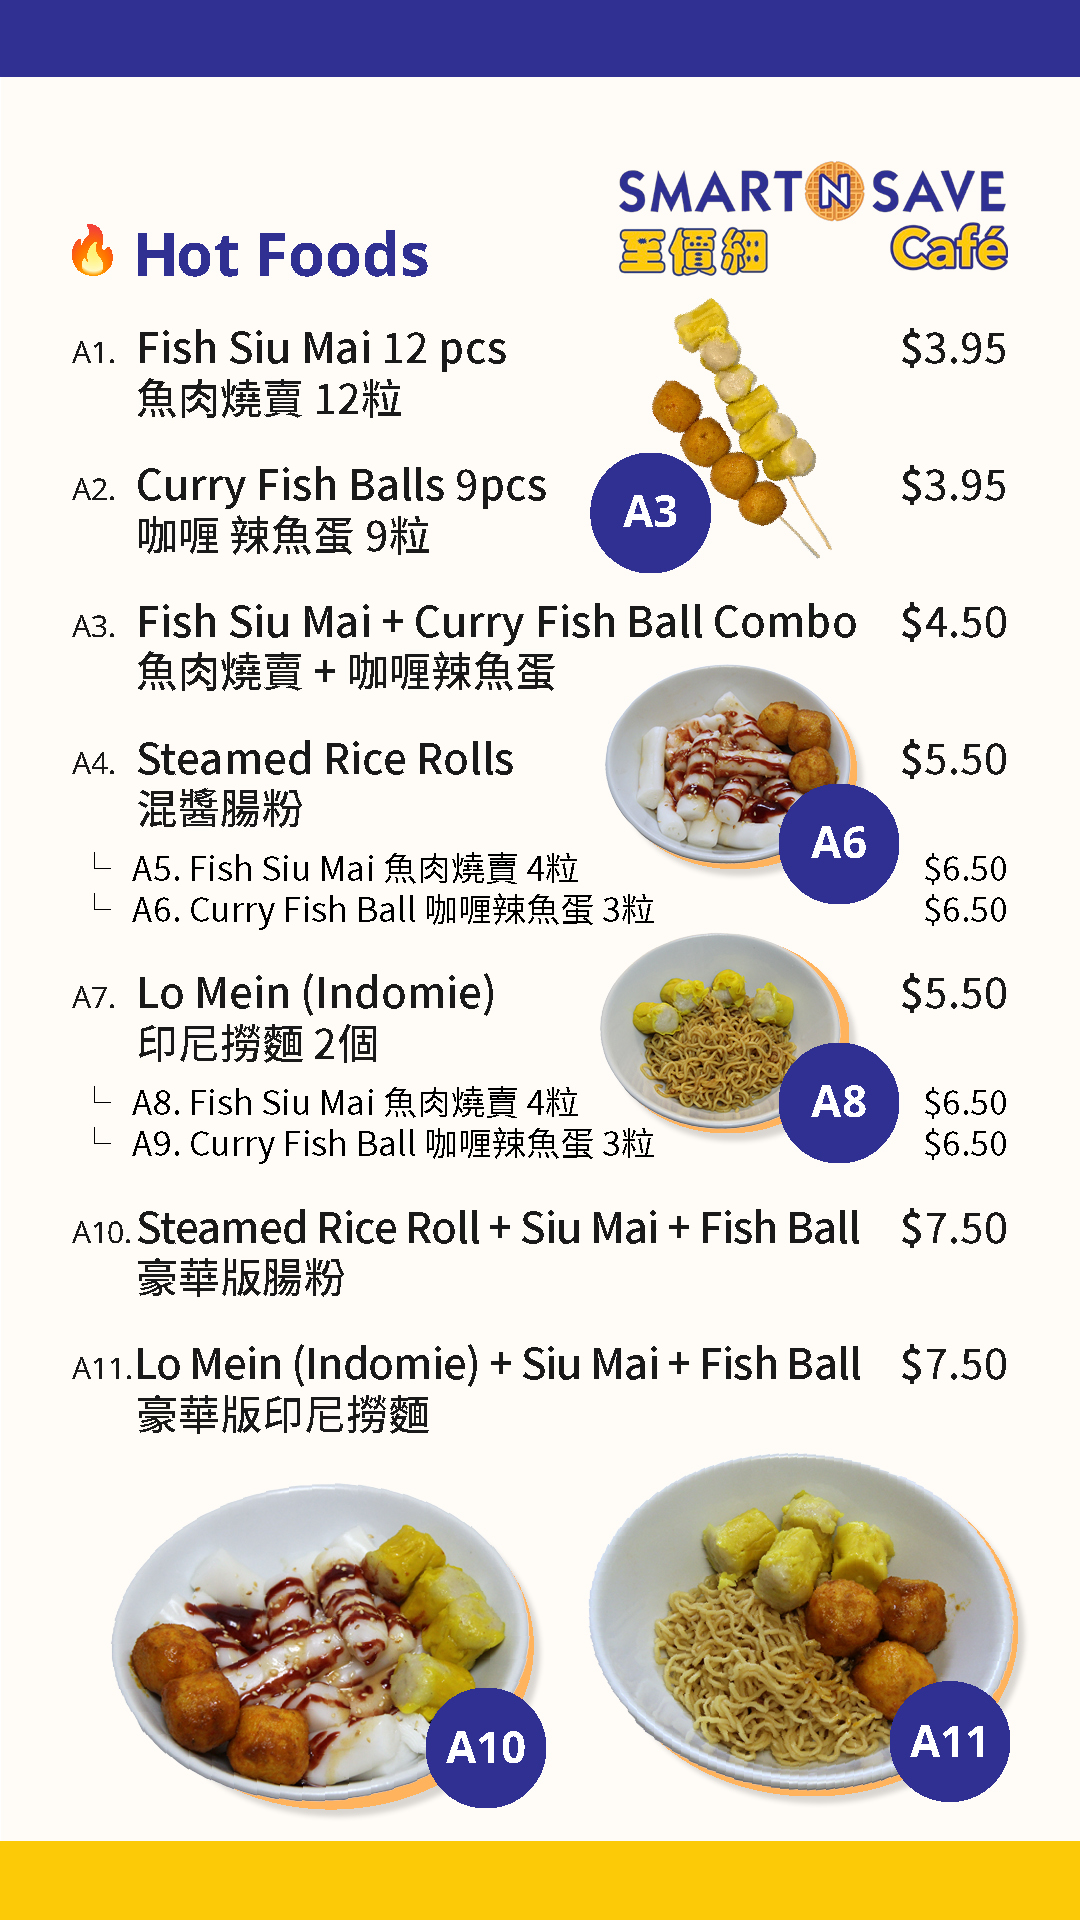 SMART N SAVE
至價細 Café
Hot Foods
A1. Fish Siu Mai 12 pcs $3.95
魚肉燒賣 12粒
A2. Curry Fish Balls 9pcs $3.95
咖喱 辣魚蛋 9粒
A3
A3. Fish Siu Mai + Curry Fish Ball Combo $4.50
魚肉燒賣 + 咖喱辣魚蛋
A4. Steamed Rice Rolls $5.50
混醬腸粉
A6
A5. Fish Siu Mai 魚肉燒賣 4粒 $6.50
A6. Curry Fish Ball 咖喱辣魚蛋 3粒 $6.50
A7. Lo Mein (Indomie) $5.50
印尼撈麵 2個
A8
A8. Fish Siu Mai 魚肉燒賣 4粒 $6.50
A9. Curry Fish Ball 咖喱辣魚蛋 3粒 $6.50
A10. Steamed Rice Roll + Siu Mai + Fish Ball $7.50
豪華版腸粉
A11. Lo Mein (Indomie) + Siu Mai + Fish Ball $7.50
豪華版印尼撈麵
A10
A11